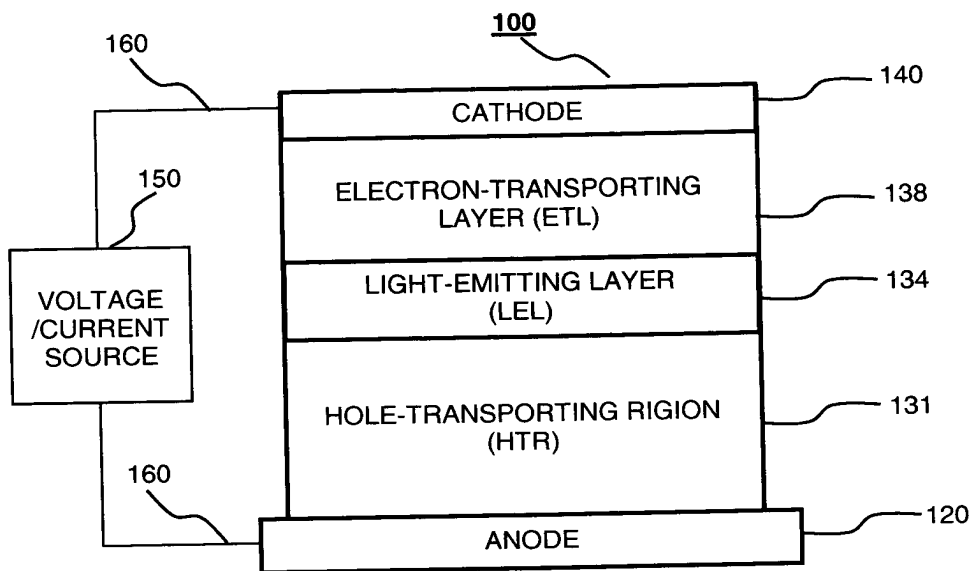 100
160
140
CATHODE
150
ELECTRON-TRANSPORTING
LAYER (ETL)
138
VOLTAGE
/CURRENT
SOURCE
LIGHT-EMITTING LAYER
(LEL)
134
HOLE-TRANSPORTING RIGION
(HTR)
131
160
ANODE
120